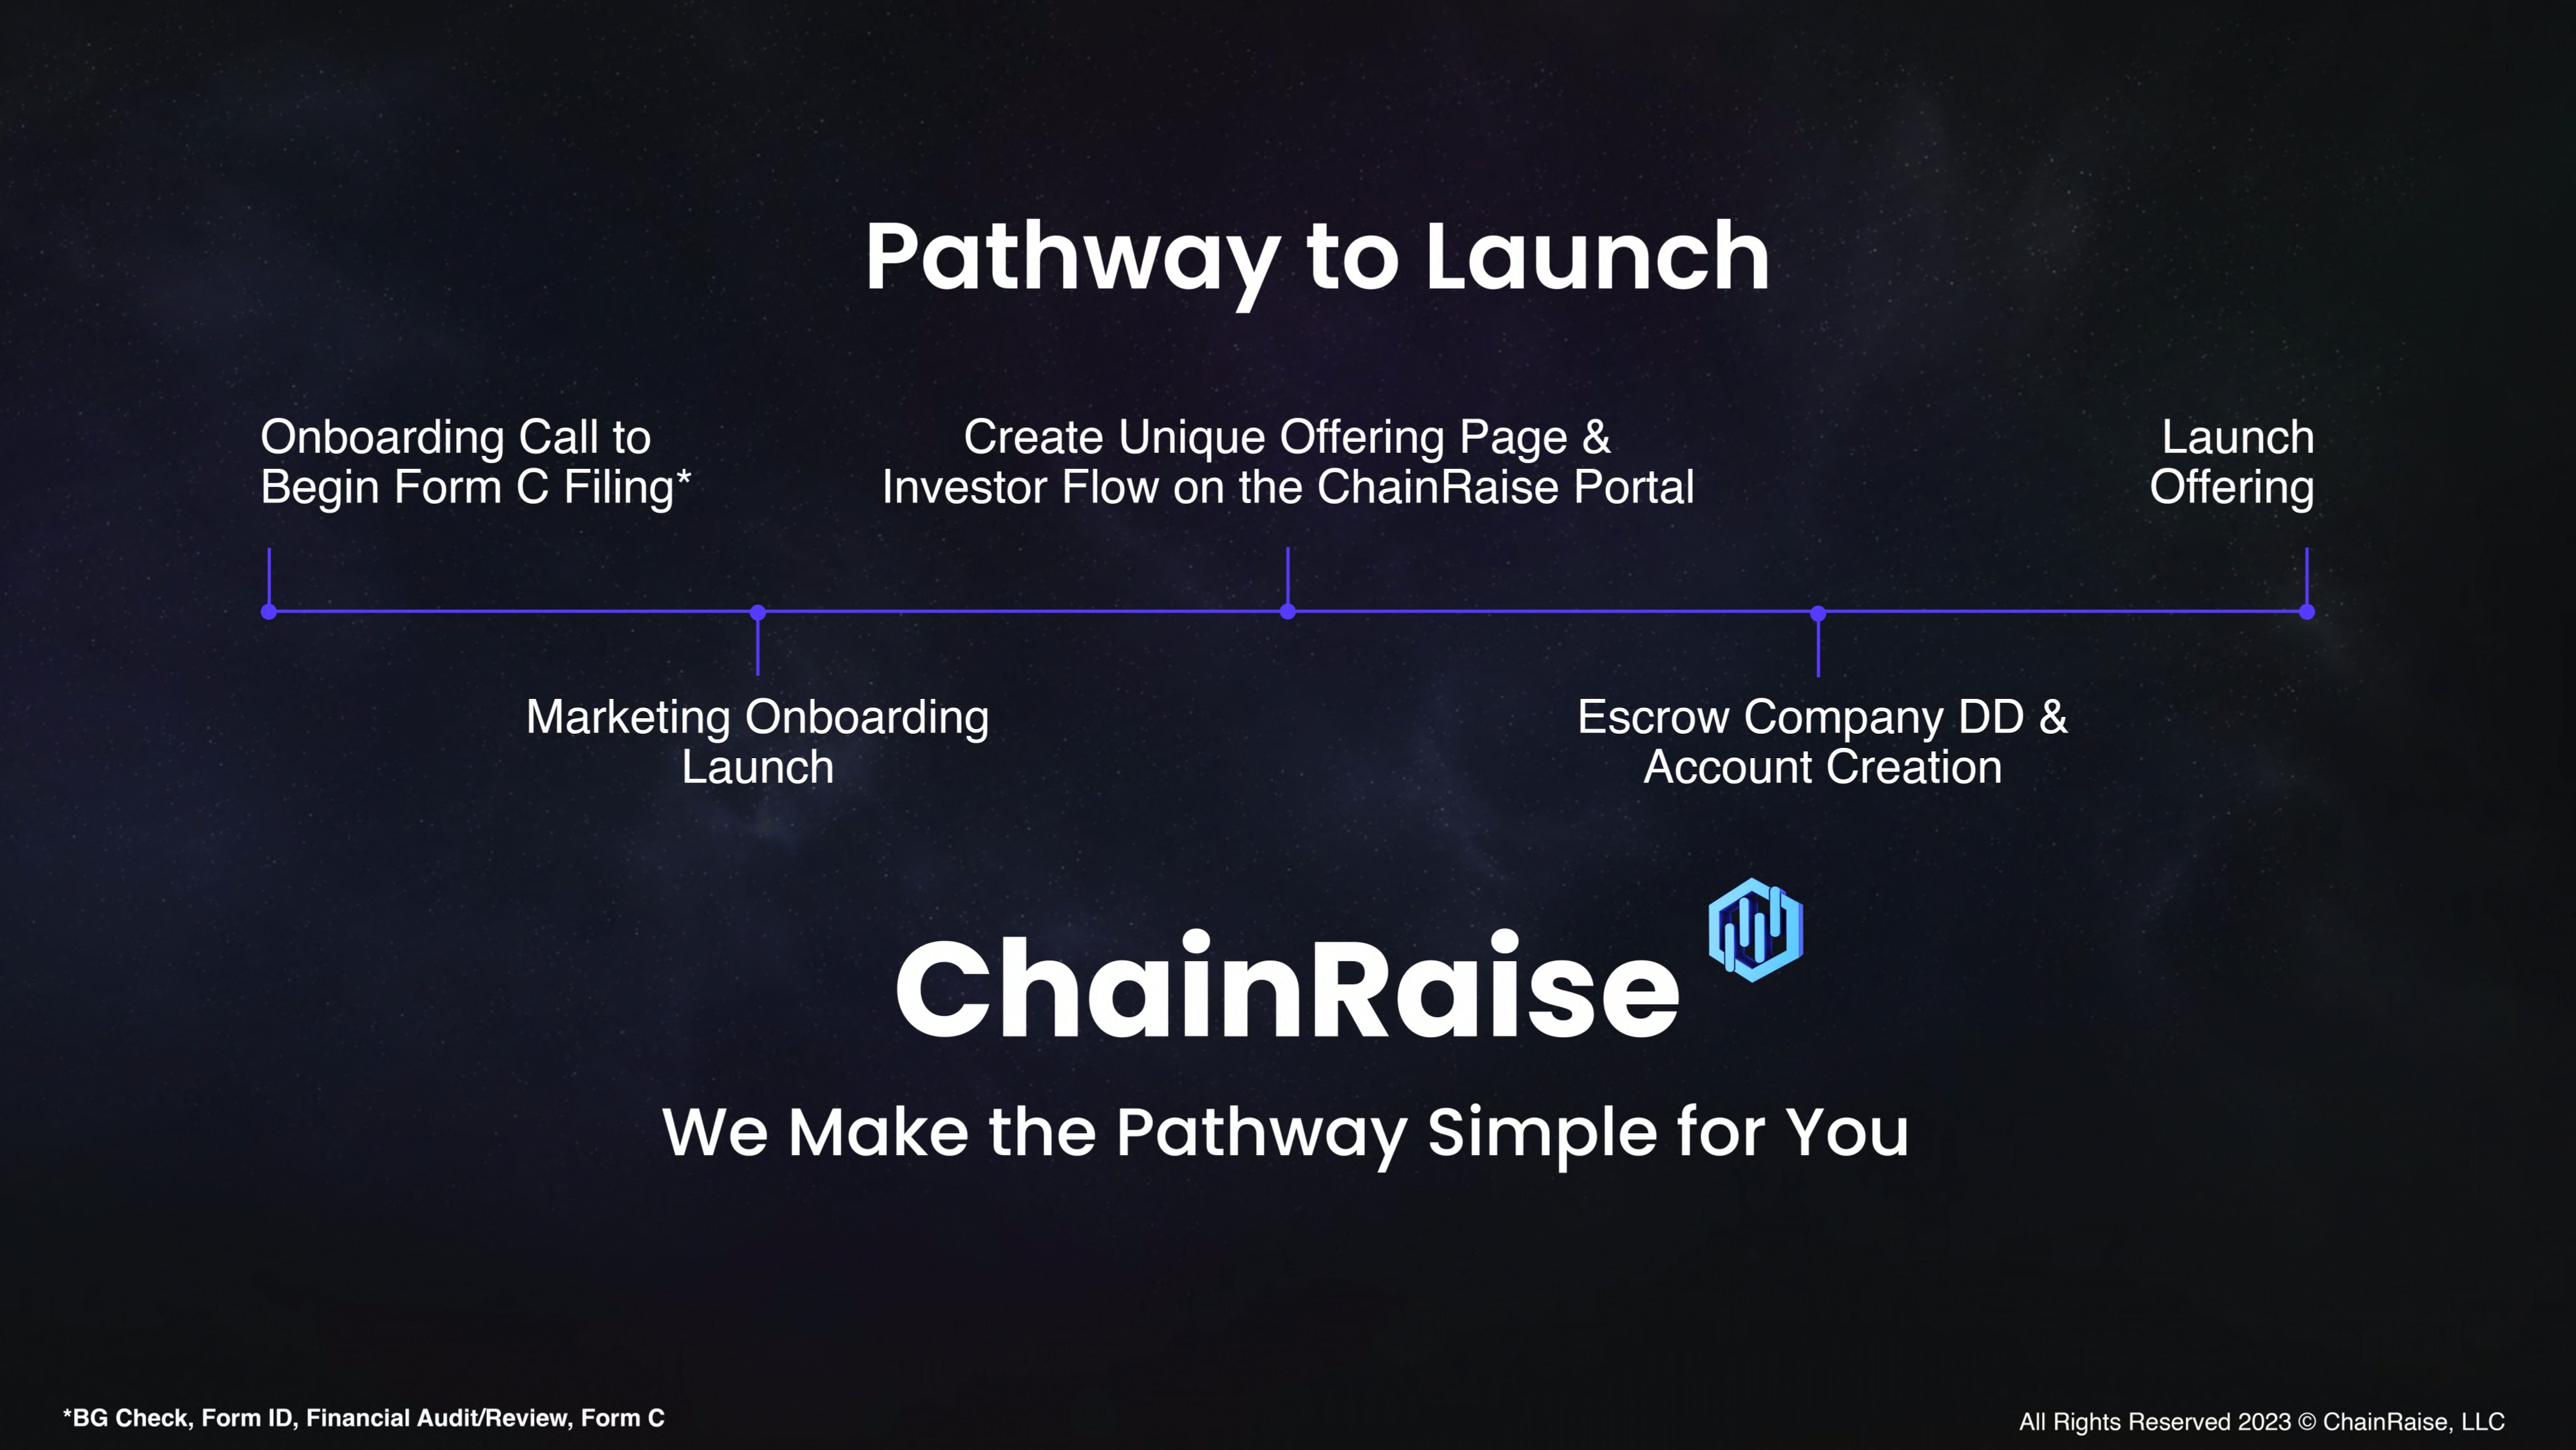 Pathway to Launch
Onboarding Call to
Begin Form C Filing*
Create Unique Offering Page &
Investor Flow on the ChainRaise Portal
Launch
Offering
Marketing Onboarding
Launch
Escrow Company DD &
Account Creation
ChainRaise
We Make the Pathway Simple for You
*BG Check, Form ID, Financial Audit/Review, Form C
All Rights Reserved 2023 © ChainRaise, LLC